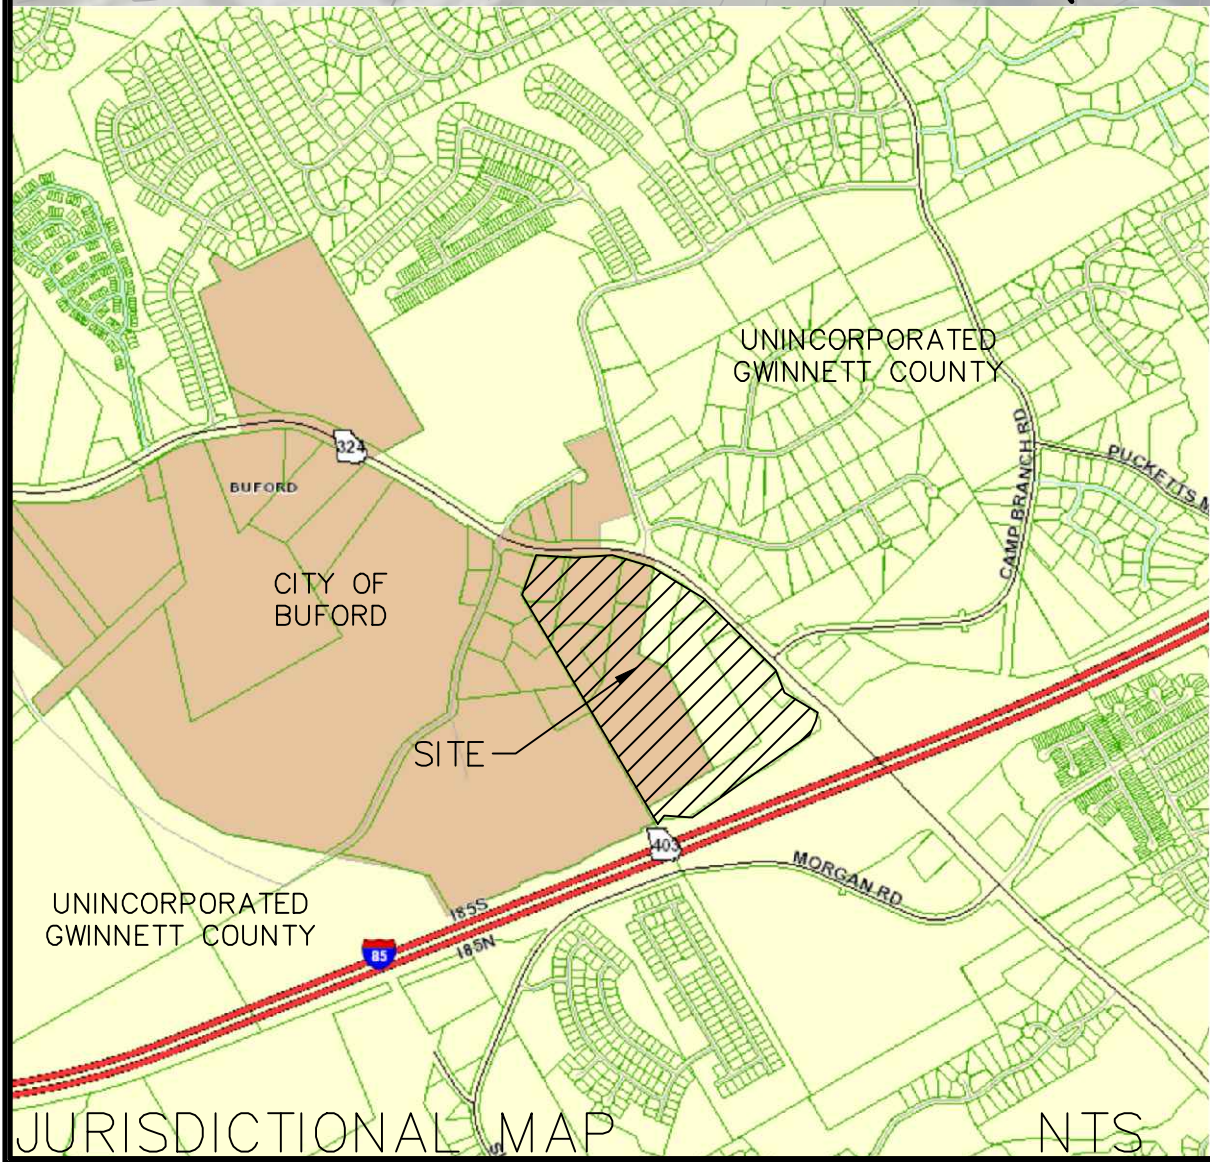 UNINCORPORATED
GWINNETT COUNTY
324
BUFORD
CAMP BRANCH RD
PUCKETTS M
CITY OF
BUFORD
SITE
403
MORGAN RD
UNINCORPORATED
GWINNETT COUNTY
I85S
I85N
85
JURISDICTIONAL MAP
NTS